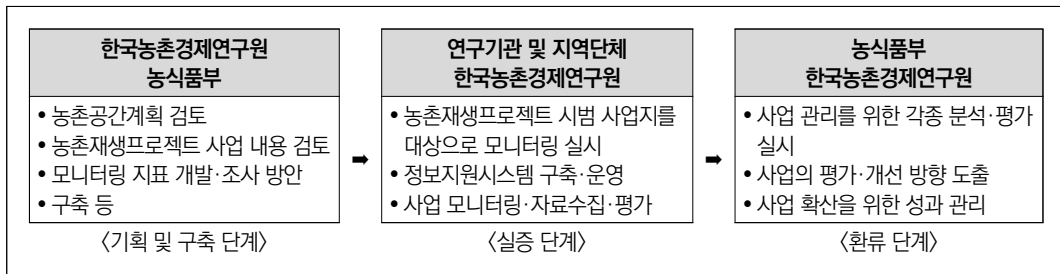 한국농촌경제연구원
농식품부
• 농촌공간계획 검토
• 농촌재생프로젝트 사업 내용 검토
• 모니터링 지표 개발·조사 방안
• 구축 등
〈기획 및 구축 단계〉
➡
연구기관 및 지역단체
한국농촌경제연구원
• 농촌재생프로젝트 시범 사업지를
대상으로 모니터링 실시
• 정보지원시스템 구축·운영
• 사업 모니터링·자료수집·평가
〈실증 단계〉
➡
농식품부
한국농촌경제연구원
• 사업 관리를 위한 각종 분석·평가
실시
• 사업의 평가·개선 방향 도출
• 사업 확산을 위한 성과 관리
〈환류 단계〉